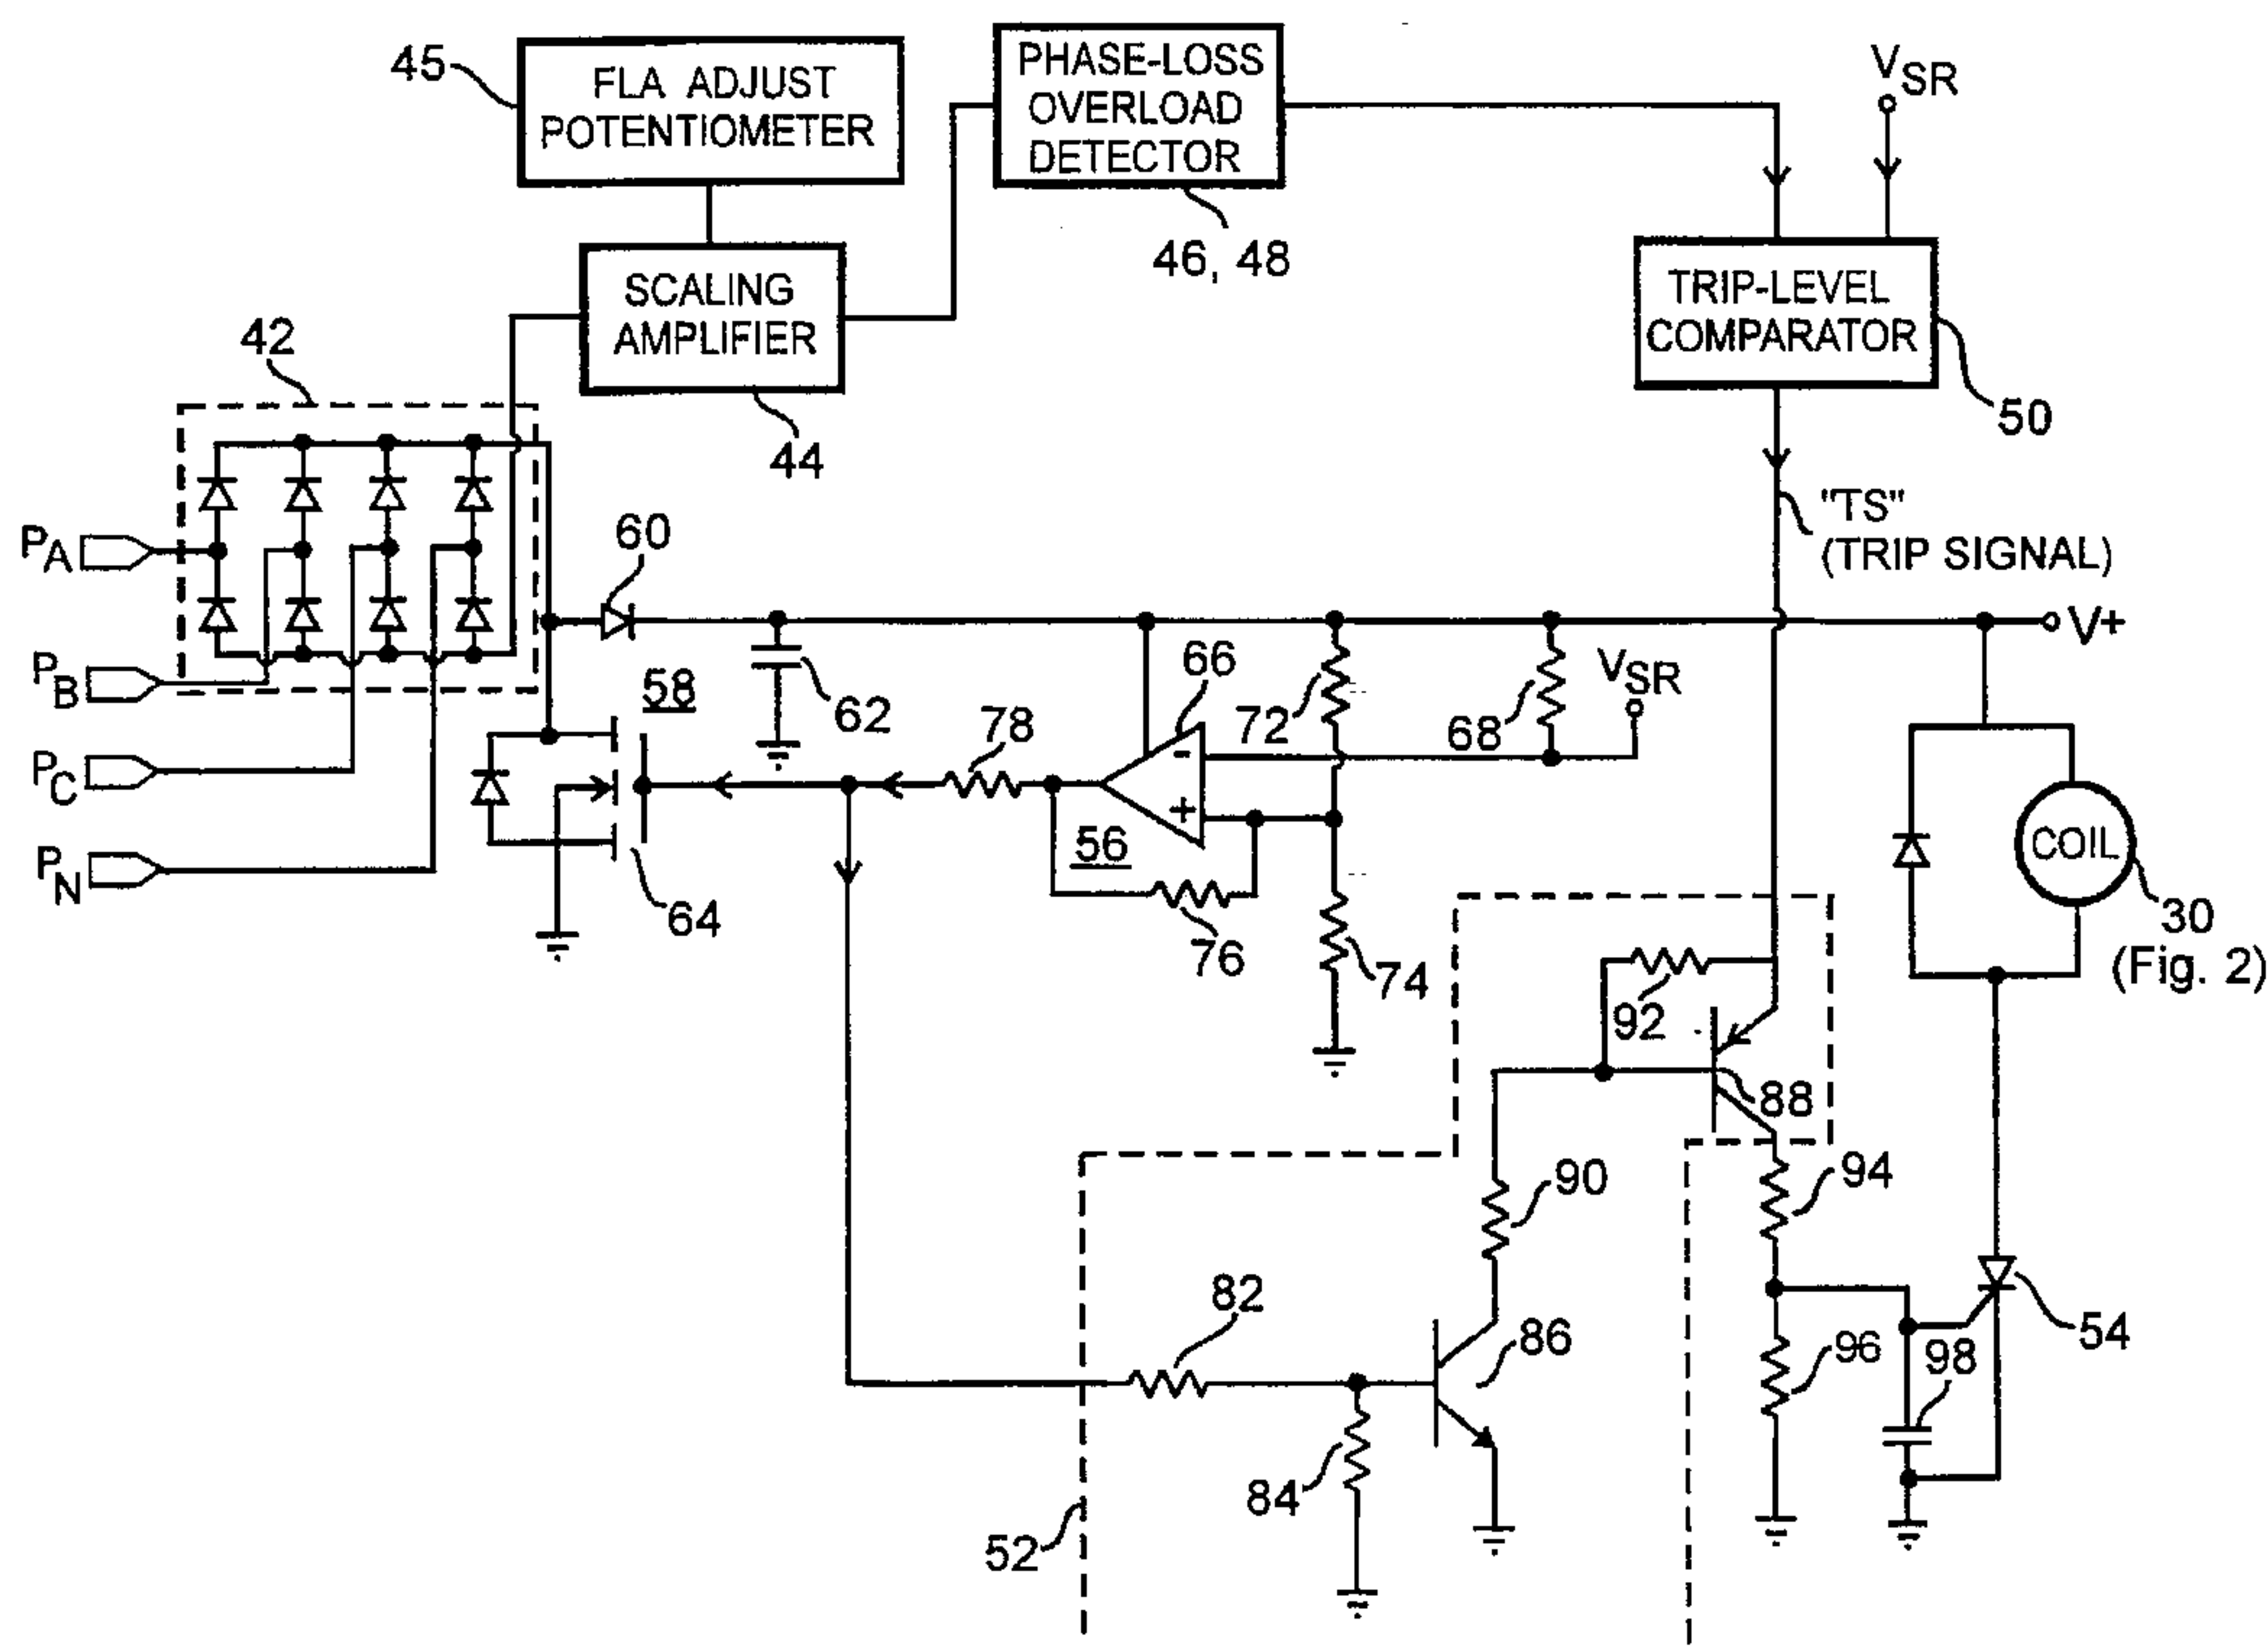 45
FLA ADJUST
POTENTIOMETER
PHASE-LOSS
OVERLOAD
DETECTOR
46, 48
VSR
SCALING
AMPLIFIER
44
TRIP-LEVEL
COMPARATOR
50
42
"TS"
(TRIP SIGNAL)
PA
PB
PC
PN
60
V+
58
62
66
72
68
VSR
78
-
+
56
76
74
64
COIL
30
(Fig. 2)
92
88
90
94
82
86
84
96
98
54
52